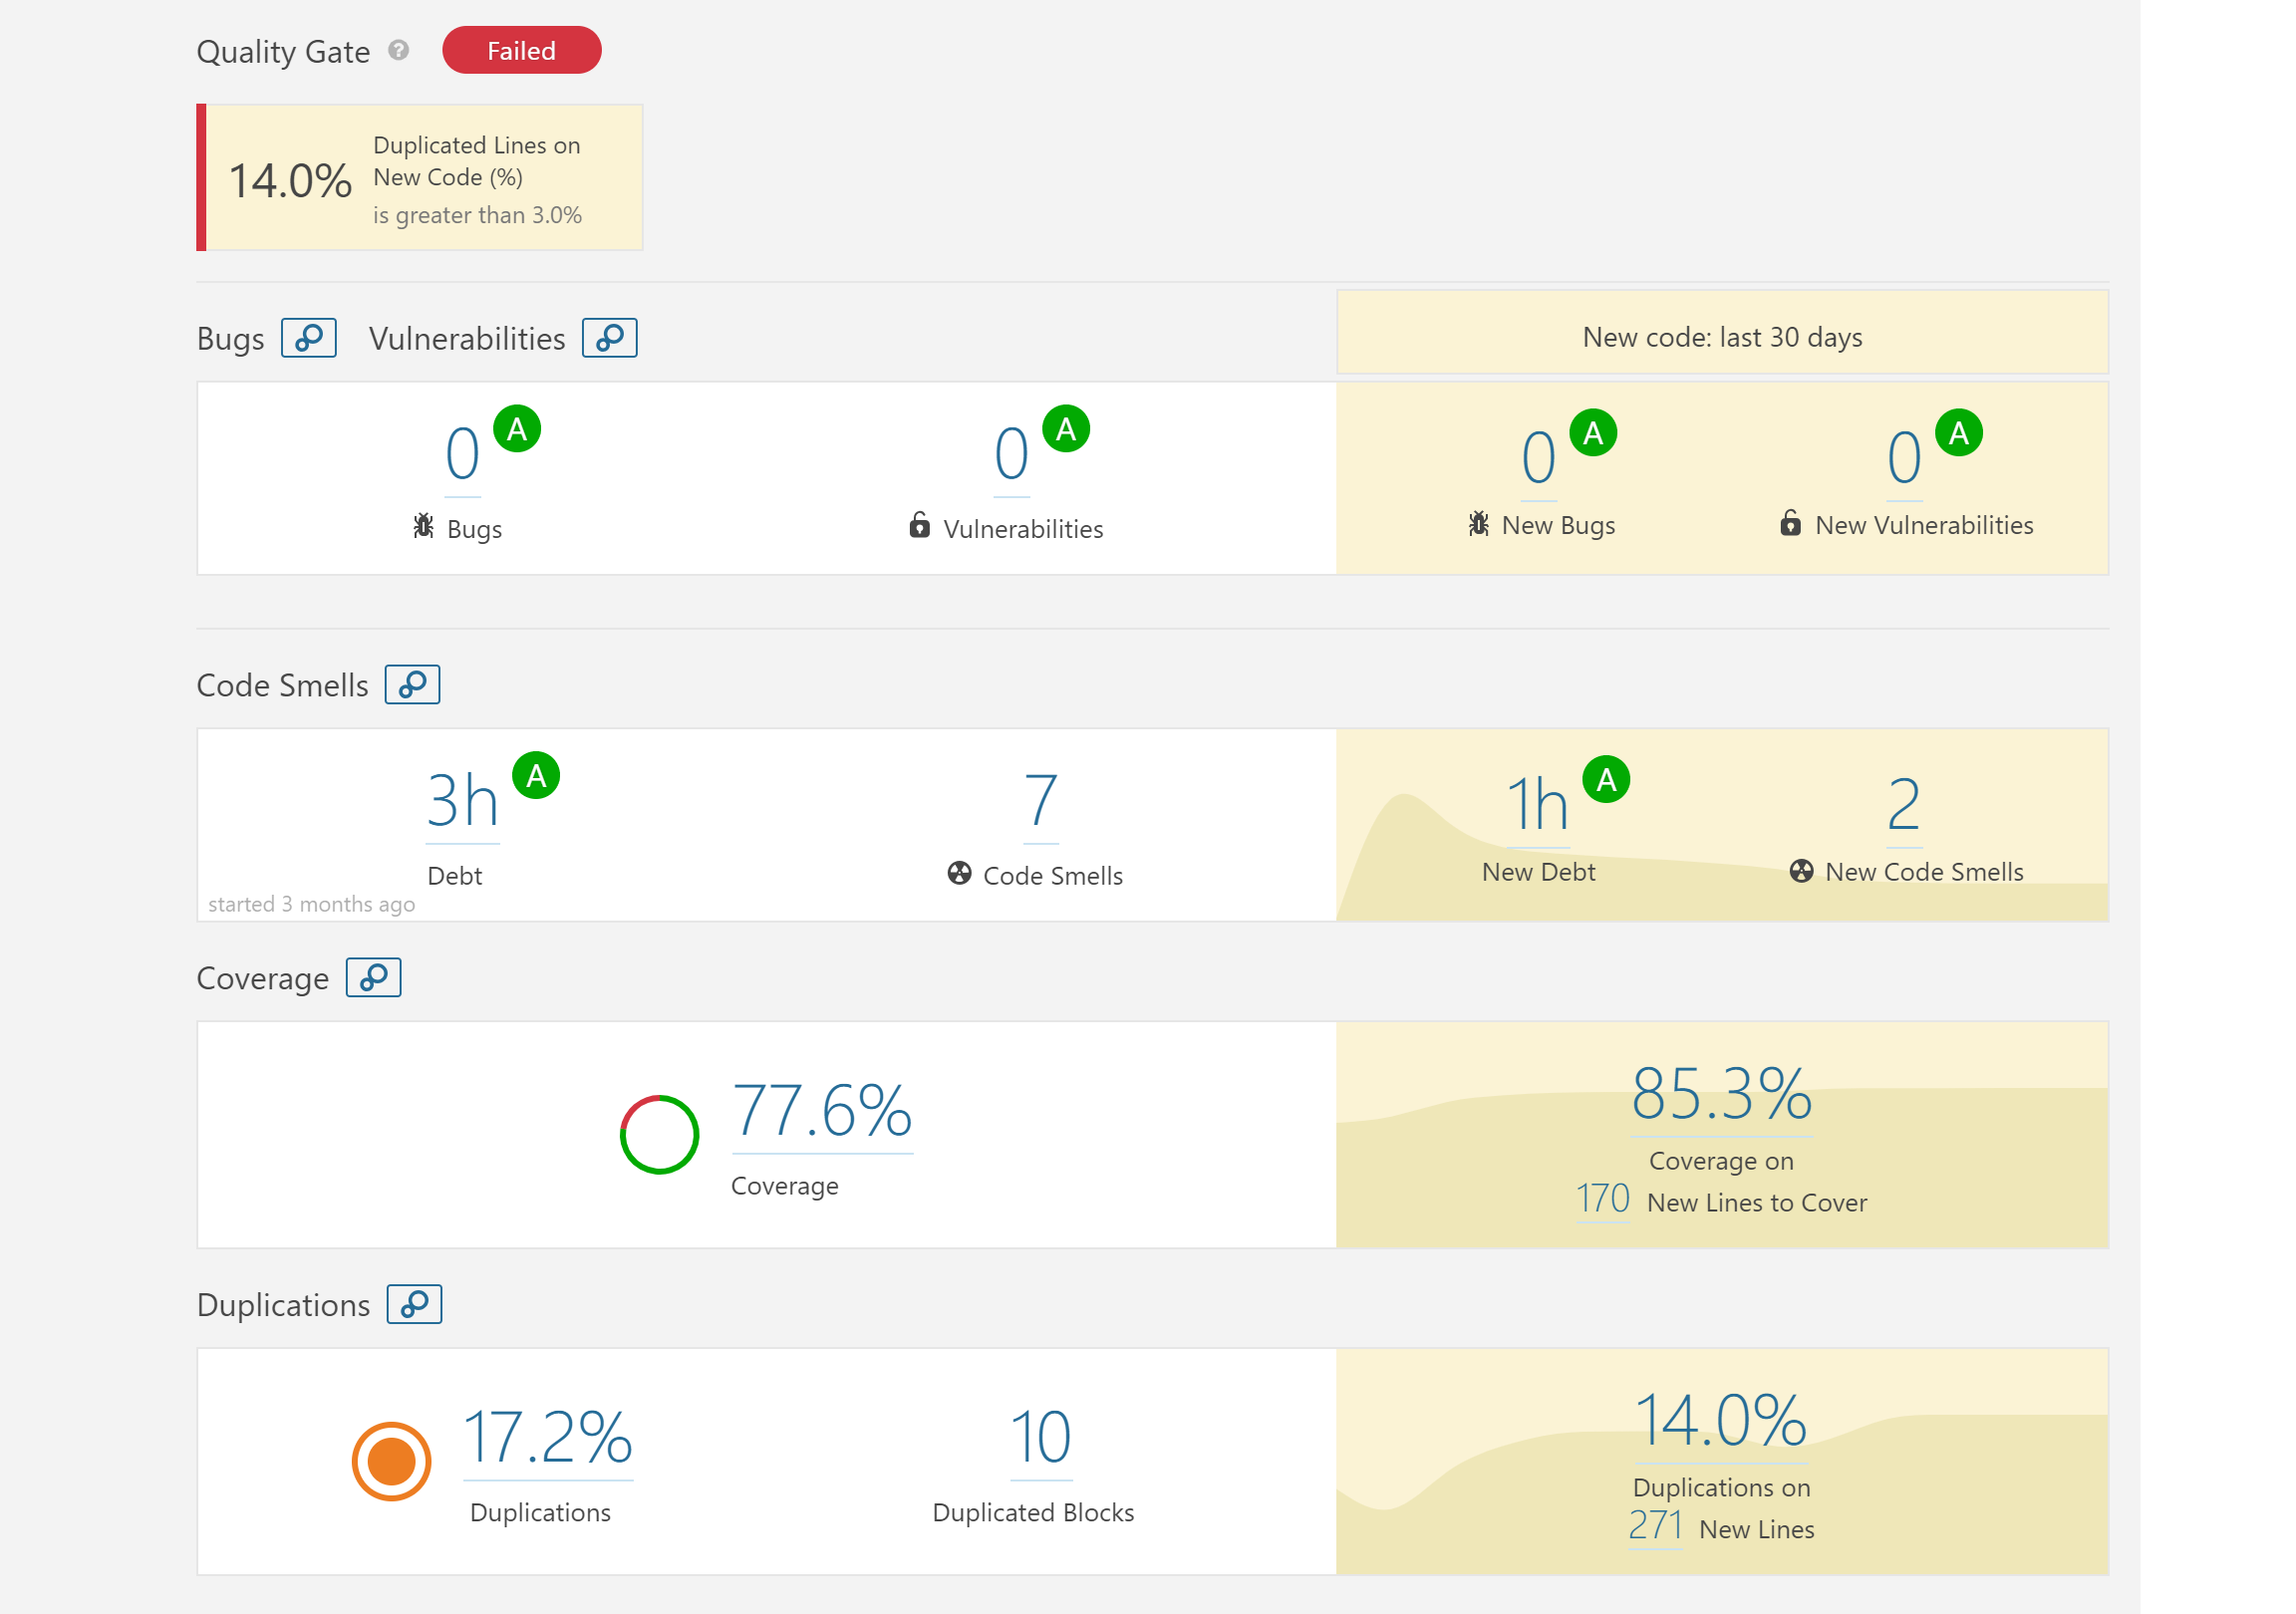 Quality Gate ? Failed
14.0%
Duplicated Lines on
New Code (%)
is greater than 3.0%
Bugs Vulnerabilities
New code: last 30 days
0 A
Bugs
0 A
Vulnerabilities
0 A
New Bugs
0 A
New Vulnerabilities
Code Smells
3h A
Debt
started 3 months ago
7
Code Smells
1h A
New Debt
2
New Code Smells
Coverage
77.6%
Coverage
85.3%
Coverage on
170 New Lines to Cover
Duplications
17.2%
Duplications
10
Duplicated Blocks
14.0%
Duplications on
271 New Lines